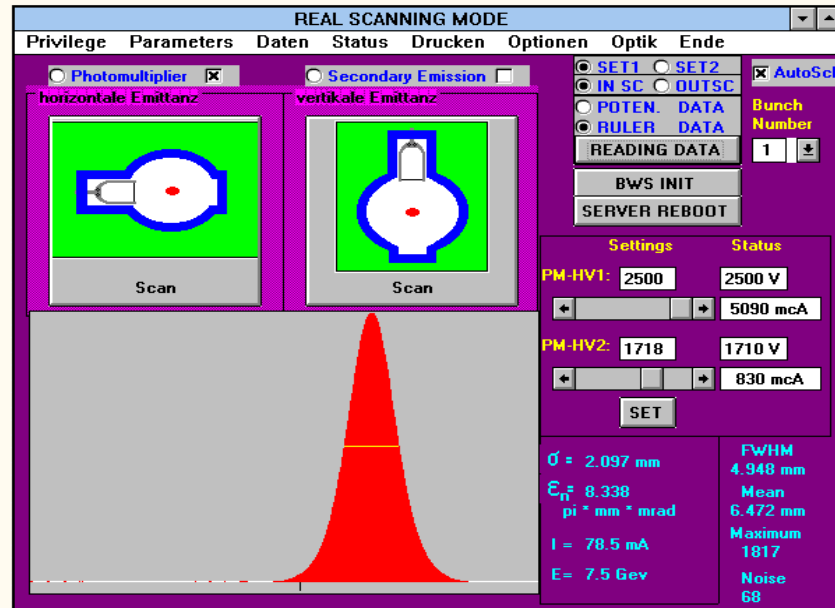 REAL SCANNING MODE
Privilege Parameters Daten Status Drucken Optionen Optik Ende
Photomultiplier Secondary Emission
SET1 SET2
IN SC OUTSC
POTEN. DATA
RULER DATA
READING DATA
BWS INIT
SERVER REBOOT
AutoScl
Bunch
Number
1
horizontale Emittanz vertikale Emittanz
Scan Scan
Settings Status
PM-HV1: 2500 2500 V
5090 mcA
PM-HV2: 1718 1710 V
830 mcA
SET
σ = 2.097 mm
εn= 8.338
pi * mm * mrad
I = 78.5 mA
E= 7.5 Gev
FWHM
4.948 mm
Mean
6.472 mm
Maximum
1817
Noise
68